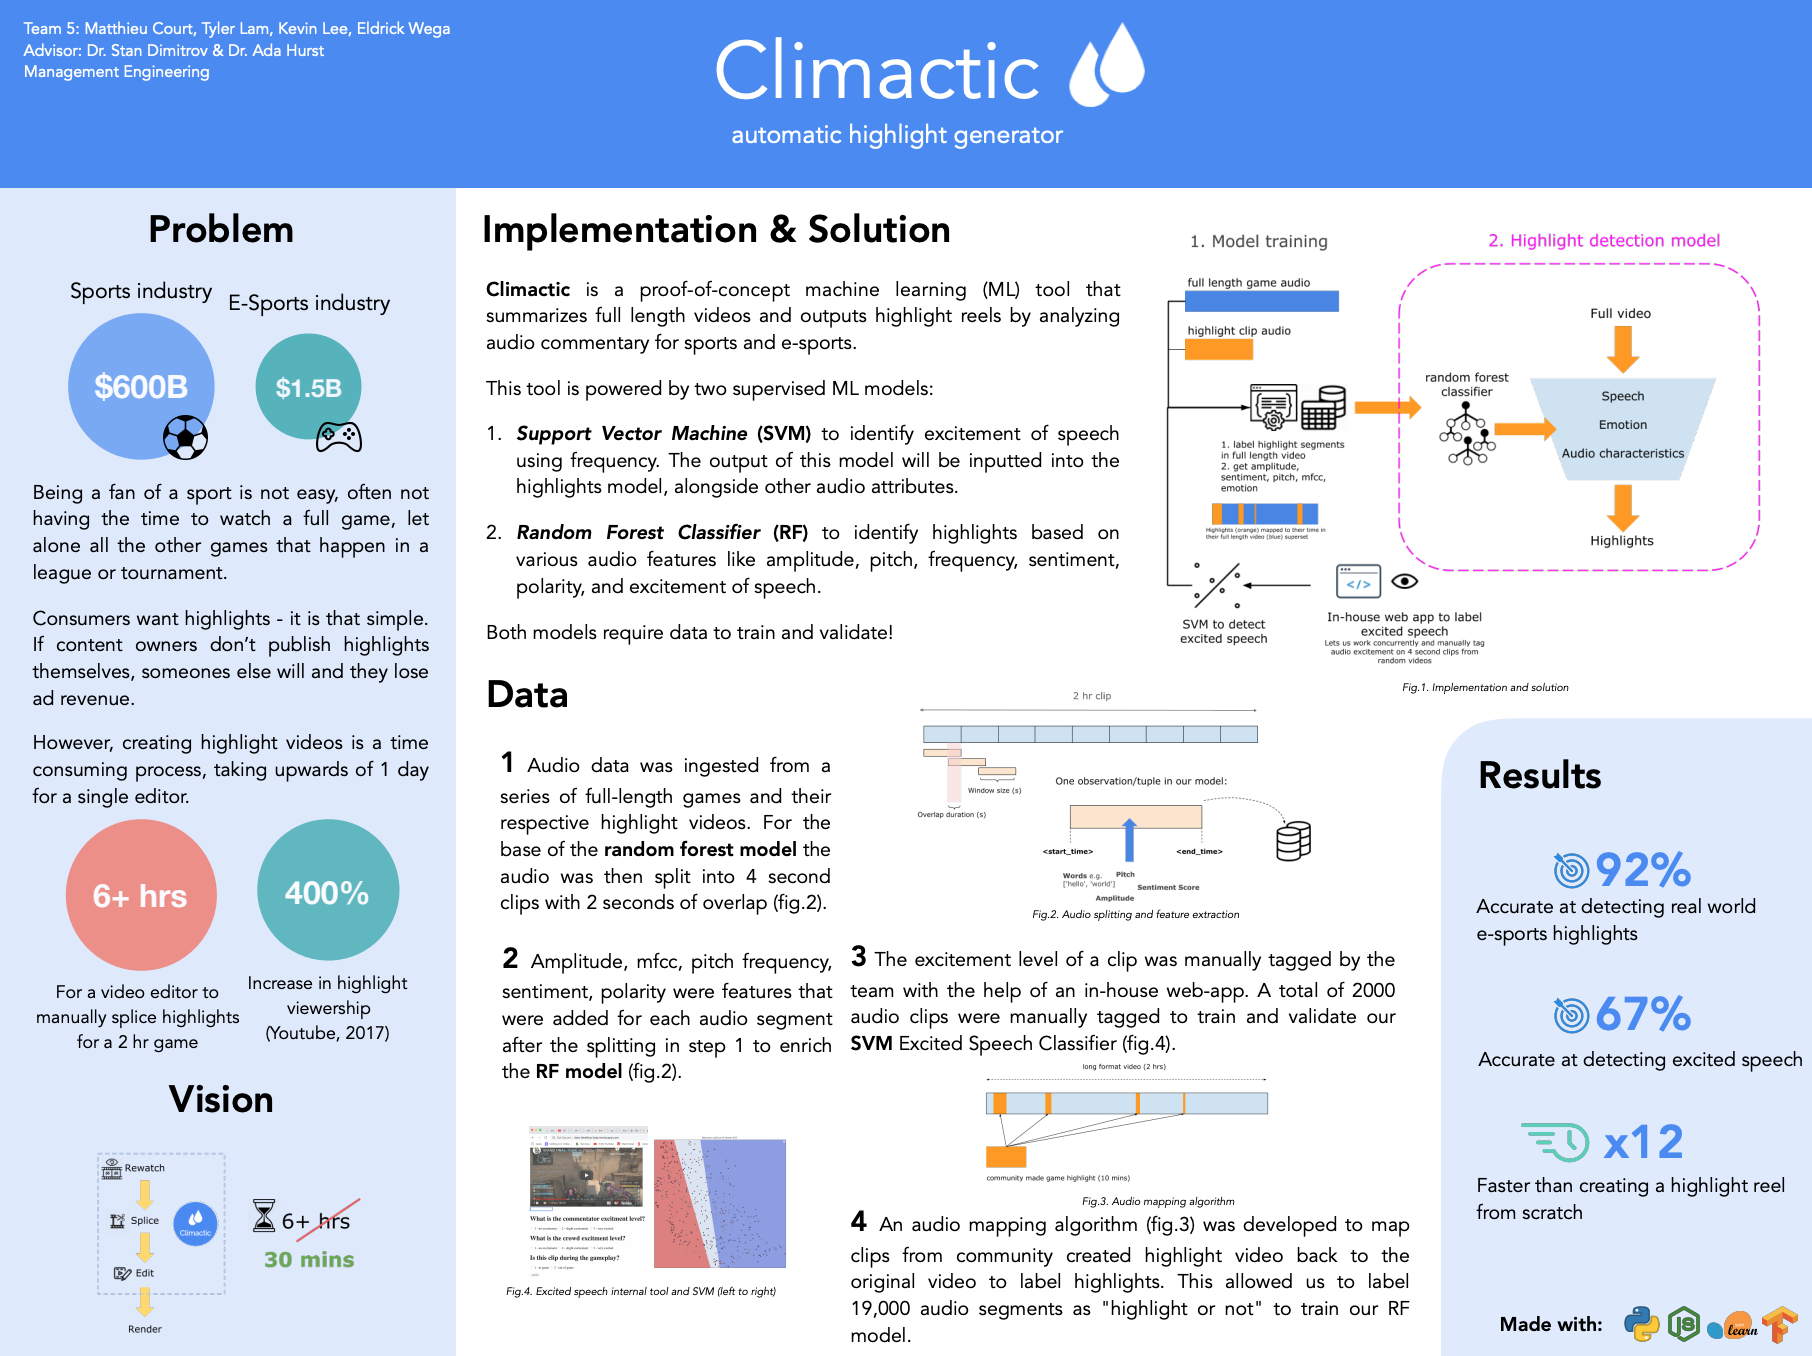 Team 5: Matthieu Court, Tyler Lam, Kevin Lee, Eldrick Wega
Advisor: Dr. Stan Dimitrov & Dr. Ada Hurst
Management Engineering
Climactic
automatic highlight generator
Problem
Sports industry
E-Sports industry
$600B
$1.5B
Being a fan of a sport is not easy, often not
having the time to watch a full game, let
alone all the other games that happen in a
league or tournament.
Consumers want highlights - it is that simple.
If content owners don't publish highlights
themselves, someones else will and they lose
ad revenue.
However, creating highlight videos is a time
consuming process, taking upwards of 1 day
for a single editor.
6+ hrs
400%
For a video editor to
manually splice highlights
for a 2 hr game
Increase in highlight
viewership
(Youtube, 2017)
Vision
Rewatch
Splice
Climactic
Edit
Render
6+ hrs
30 mins
Implementation & Solution
Climactic is a proof-of-concept machine learning (ML) tool that
summarizes full length videos and outputs highlight reels by analyzing
audio commentary for sports and e-sports.
This tool is powered by two supervised ML models:
1. Support Vector Machine (SVM) to identify excitement of speech
using frequency. The output of this model will be inputted into the
highlights model, alongside other audio attributes.
2. Random Forest Classifier (RF) to identify highlights based on
various audio features like amplitude, pitch, frequency, sentiment,
polarity, and excitement of speech.
Both models require data to train and validate!
1. Model training
full length game audio
highlight clip audio
1. label highlight segments
in full length video
2. get amplitude,
sentiment, pitch, mfcc,
emotion
Highlights (orange) mapped to their time in
their full length video (blue) superset
SVM to detect
excited speech
</>
In-house web app to label
excited speech
Lets us work concurrently and manually tag
audio excitement on 4 second clips from
random videos
2. Highlight detection model
random forest
classifier
Full video
Speech
Emotion
Audio characteristics
Highlights
Fig.1. Implementation and solution
Data
1 Audio data was ingested from a
series of full-length games and their
respective highlight videos. For the
base of the random forest model the
audio was then split into 4 second
clips with 2 seconds of overlap (fig.2).
2 hr clip
Window size (s)
Overlap duration (s)
One observation/tuple in our model:
<start_time>
<end_time>
Words e.g.
['hello', 'world']
Pitch
Sentiment Score
Amplitude
Fig.2. Audio splitting and feature extraction
2 Amplitude, mfcc, pitch frequency,
sentiment, polarity were features that
were added for each audio segment
after the splitting in step 1 to enrich
the RF model (fig.2).
What is the commentator excitment level?
What is the crowd excitement level?
Is this clip during the gameplay?
Fig.4. Excited speech internal tool and SVM (left to right)
3 The excitement level of a clip was manually tagged by the
team with the help of an in-house web-app. A total of 2000
audio clips were manually tagged to train and validate our
SVM Excited Speech Classifier (fig.4).
long format video (2 hrs)
community made game highlight (10 mins)
Fig.3. Audio mapping algorithm
4 An audio mapping algorithm (fig.3) was developed to map
clips from community created highlight video back to the
original video to label highlights. This allowed us to label
19,000 audio segments as "highlight or not" to train our RF
model.
Results
92%
Accurate at detecting real world
e-sports highlights
67%
Accurate at detecting excited speech
x12
Faster than creating a highlight reel
from scratch
Made with:
learn